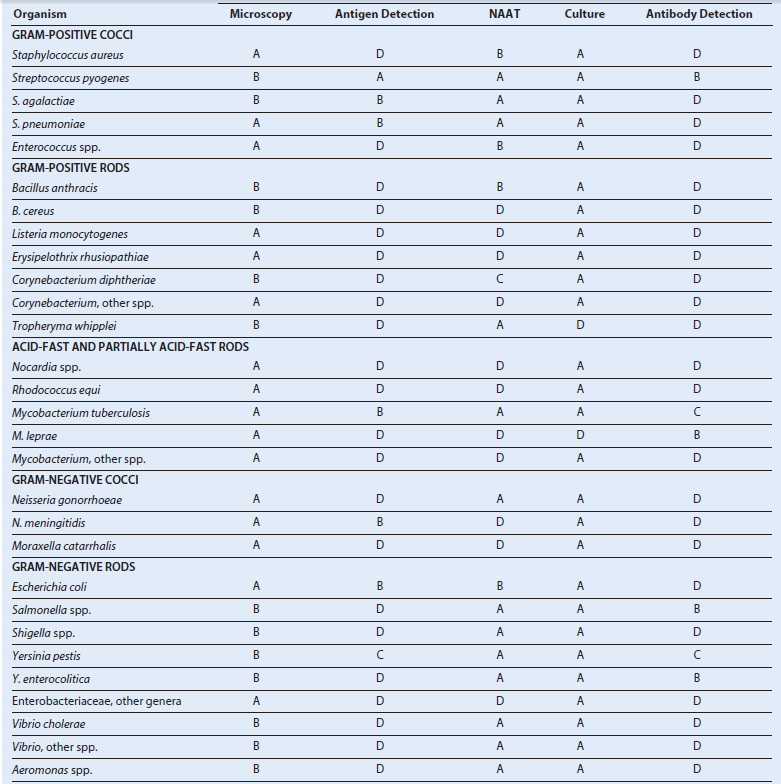 Organism Microscopy Antigen Detection NAAT Culture Antibody Detection
GRAM-POSITIVE COCCI
Staphylococcus aureus A D B A D
Streptococcus pyogenes B A A A B
S. agalactiae B B A A D
S. pneumoniae A B A A D
Enterococcus spp. A D B A D
GRAM-POSITIVE RODS
Bacillus anthracis B D B A D
B. cereus B D D A D
Listeria monocytogenes A D D A D
Erysipelothrix rhusiopathiae A D D A D
Corynebacterium diphtheriae B D C A D
Corynebacterium, other spp. A D D A D
Tropheryma whipplei B D A D D
ACID-FAST AND PARTIALLY ACID-FAST RODS
Nocardia spp. A D D A D
Rhodococcus equi A D D A D
Mycobacterium tuberculosis A B A A C
M. leprae A D D D B
Mycobacterium, other spp. A D D A D
GRAM-NEGATIVE COCCI
Neisseria gonorrhoeae A D A A D
N. meningitidis A B D A D
Moraxella catarrhalis A D D A D
GRAM-NEGATIVE RODS
Escherichia coli A B B A D
Salmonella spp. B D A A B
Shigella spp. B D A A D
Yersinia pestis B C A A C
Y. enterocolitica B D A A B
Enterobacteriaceae, other genera A D D A D
Vibrio cholerae B D A A D
Vibrio, other spp. B D A A D
Aeromonas spp. B D A A D